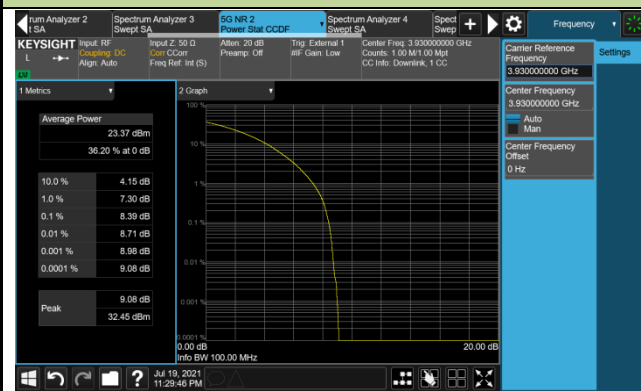 rum Analyzer 2
t SA
Spectrum Analyzer 3
Swept SA
5G NR 2
Power Stat CCDF
Spectrum Analyzer 4
Swept SA
Spect
Swep
Frequency
KEYSIGHT
L
LXI
Input: RF
Coupling: DC
Align: Auto
Input Z: 50 Ω
Corr CCorr
Freq Ref: Int (S)
Atten: 20 dB
Preamp: Off
Trig: External 1
#IF Gain: Low
Center Freq: 3.930000000 GHz
Counts: 1.00 M/1.00 Mpt
CC Info: Downlink, 1 CC
Carrier Reference
Frequency
3.930000000 GHz
Settings
Center Frequency
3.930000000 GHz
Auto
Man
Center Frequency
Offset
0 Hz
1 Metrics
Average Power
23.37 dBm
36.20 % at 0 dB
10.0 % 4.15 dB
1.0 % 7.30 dB
0.1 % 8.39 dB
0.01 % 8.71 dB
0.001 % 8.98 dB
0.0001 % 9.08 dB
Peak
9.08 dB
32.45 dBm
2 Graph
100 %
10 %
1 %
0.1 %
0.01 %
0.001 %
0.0001 %
0.00 dB
20.00 dB
Info BW 100.00 MHz
Jul 19, 2021
11:29:46 PM